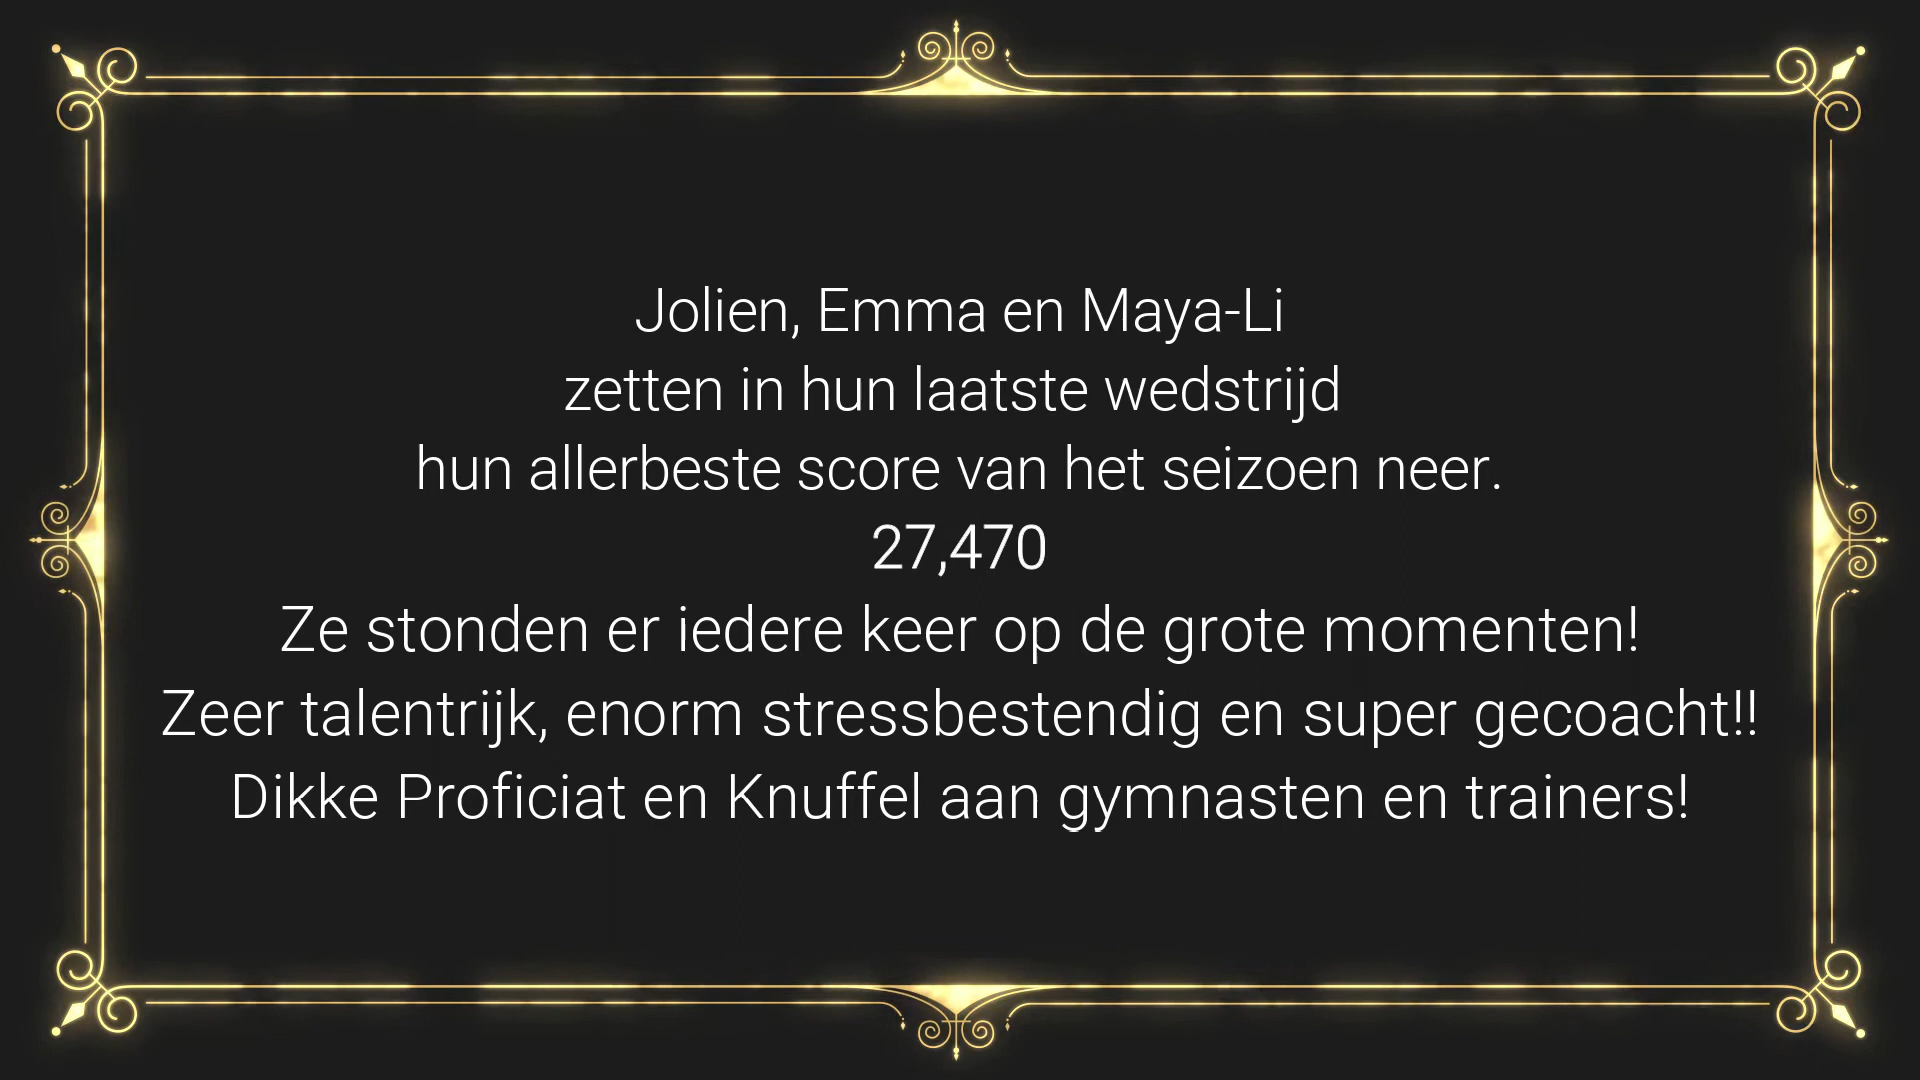 Jolien, Emma en Maya-Li
zetten in hun laatste wedstrijd
hun allerbeste score van het seizoen neer.
27,470
Ze stonden er iedere keer op de grote momenten!
Zeer talentrijk, enorm stressbestendig en super gecoacht!!
Dikke Proficiat en Knuffel aan gymnasten en trainers!